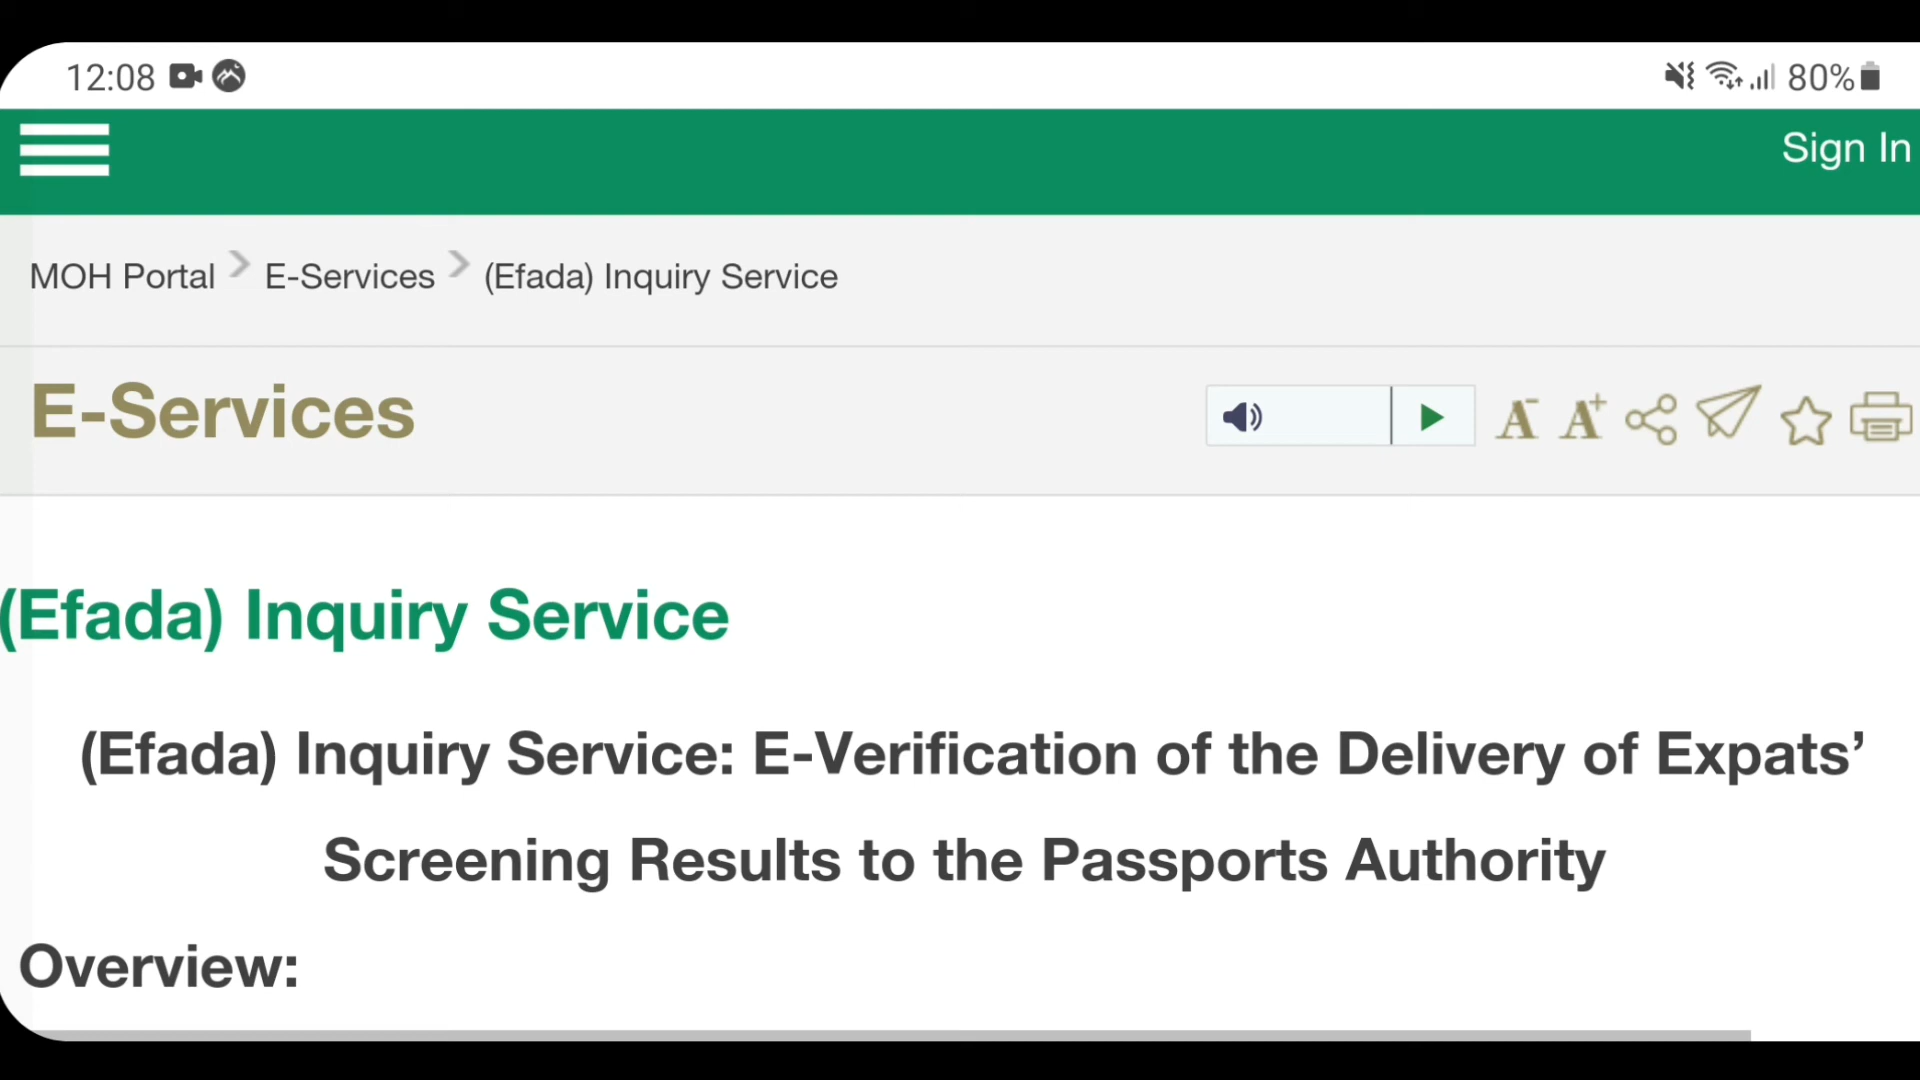 12:08
80%
Sign In
MOH Portal > E-Services > (Efada) Inquiry Service
E-Services
A- A+
(Efada) Inquiry Service
(Efada) Inquiry Service: E-Verification of the Delivery of Expats’
Screening Results to the Passports Authority
Overview: